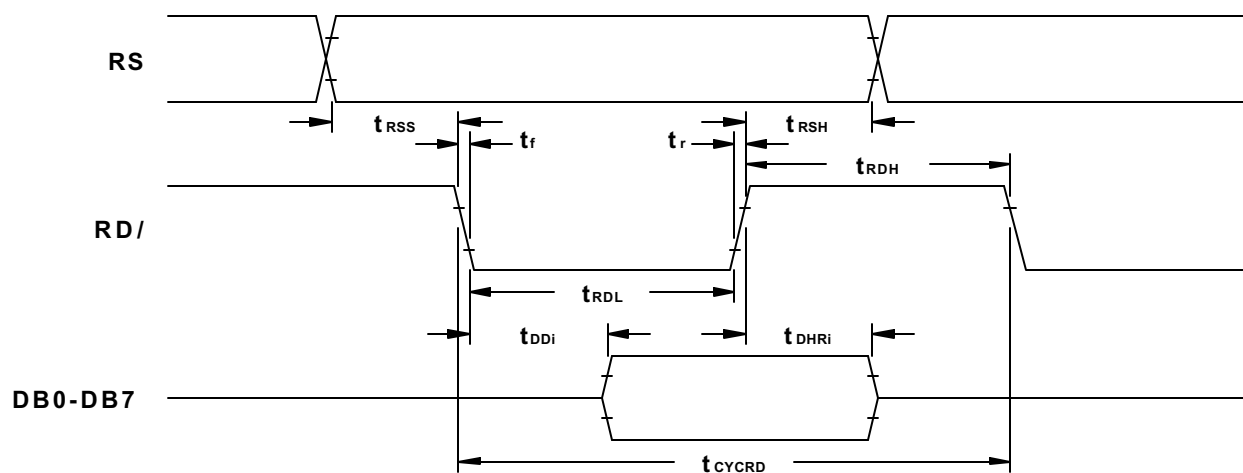 RS
tRSS
tRSH
tf
tr
tRDH
RD/
tRDL
tDDi
tDHRi
DB0-DB7
tCYCRD